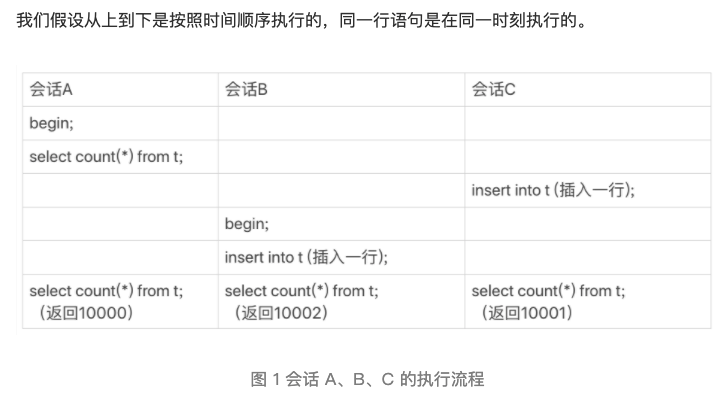 我们假设从上到下是按照时间顺序执行的，同一行语句是在同一时刻执行的。
会话A 会话B 会话C
begin;
select count(*) from t;
insert into t (插入一行);
begin;
insert into t (插入一行);
select count(*) from t; select count(*) from t; select count(*) from t;
（返回10000） （返回10002） （返回10001）
图 1 会话 A、B、C 的执行流程